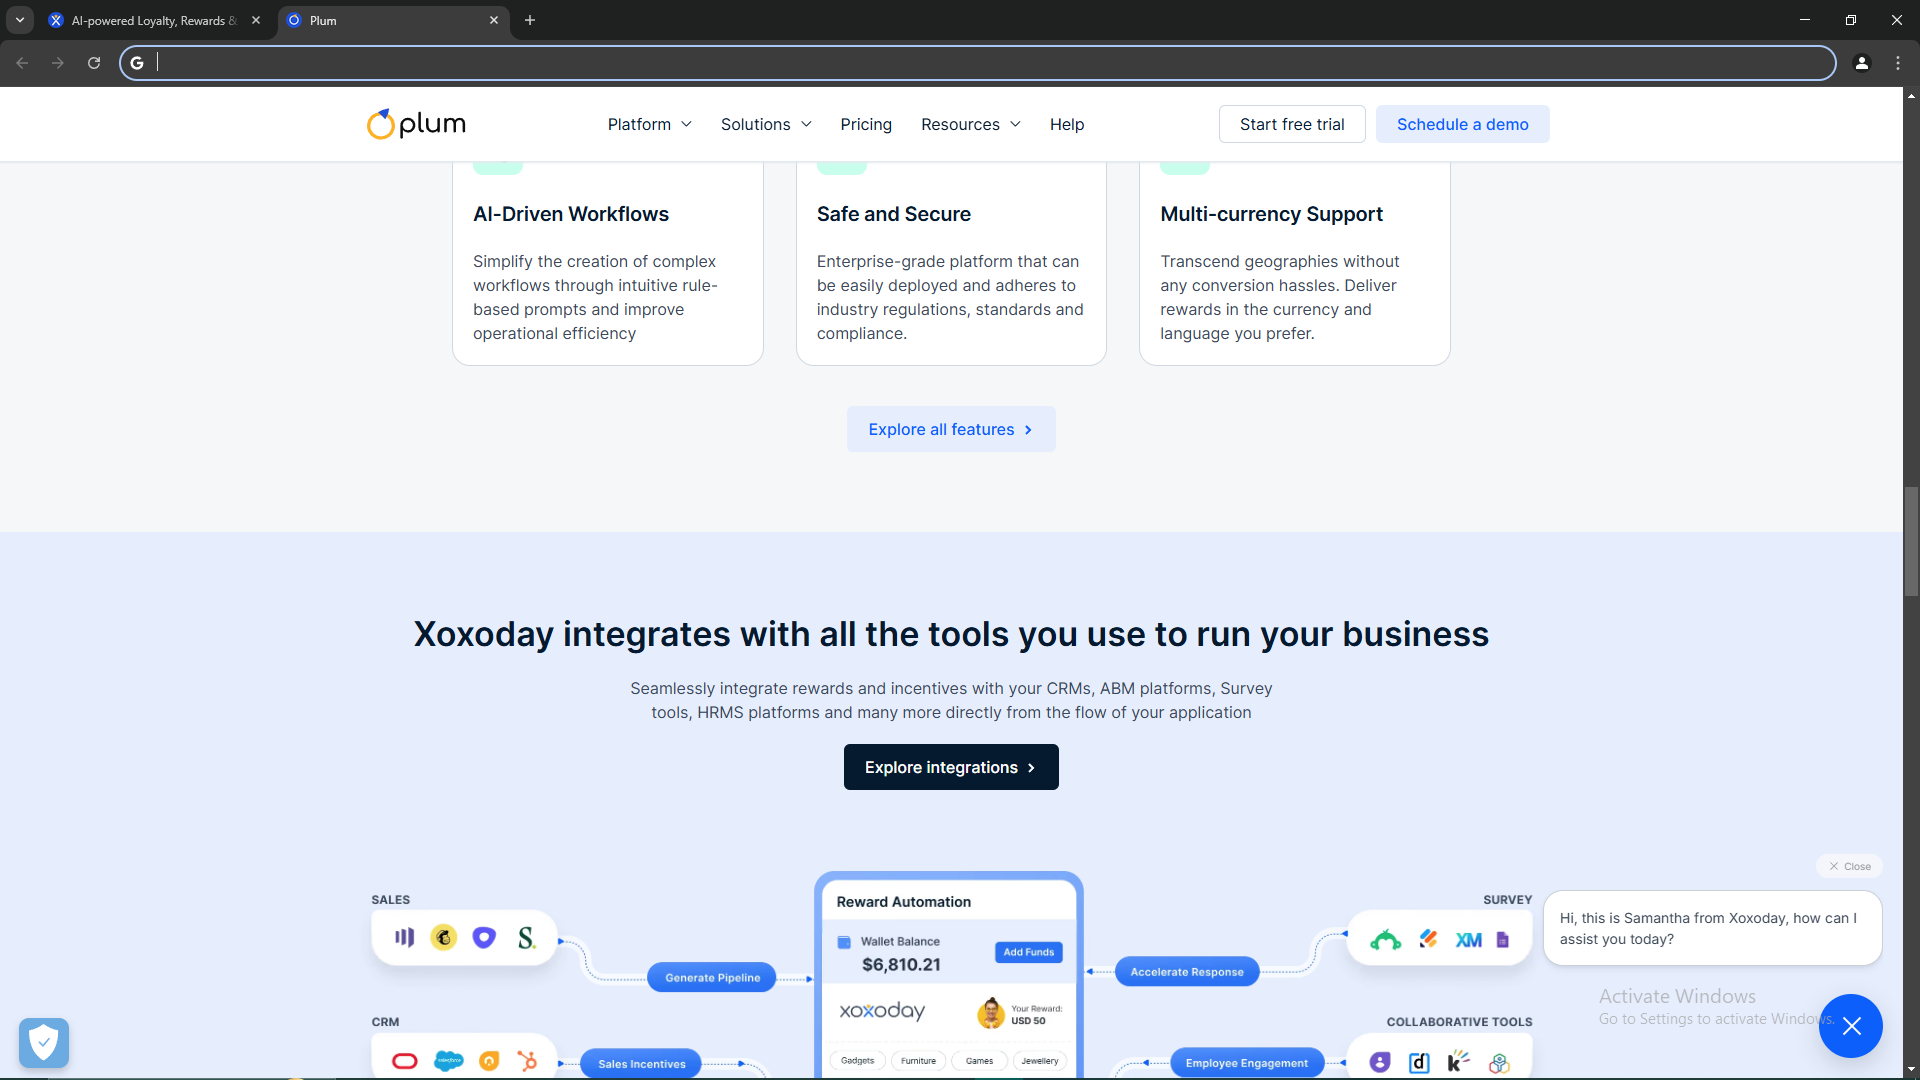 AI-powered Loyalty, Rewards &
Plum
plum
Platform
Solutions
Pricing
Resources
Help
Start free trial
Schedule a demo
AI-Driven Workflows
Simplify the creation of complex
workflows through intuitive rule-
based prompts and improve
operational efficiency
Safe and Secure
Enterprise-grade platform that can
be easily deployed and adheres to
industry regulations, standards and
compliance.
Multi-currency Support
Transcend geographies without
any conversion hassles. Deliver
rewards in the currency and
language you prefer.
Explore all features
Xoxoday integrates with all the tools you use to run your business
Seamlessly integrate rewards and incentives with your CRMs, ABM platforms, Survey
tools, HRMS platforms and many more directly from the flow of your application
Explore integrations
SALES
S.
Generate Pipeline
CRM
salesforce
Sales Incentives
Reward Automation
Wallet Balance
$6,810.21
Add Funds
xoxoday
Your Reward:
USD 50
Gadgets
Furniture
Games
Jewellery
SURVEY
XM
Accelerate Response
COLLABORATIVE TOOLS
d
K
Employee Engagement
Close
Hi, this is Samantha from Xoxoday, how can I
assist you today?
Activate Windows
Go to Settings to activate Windows.